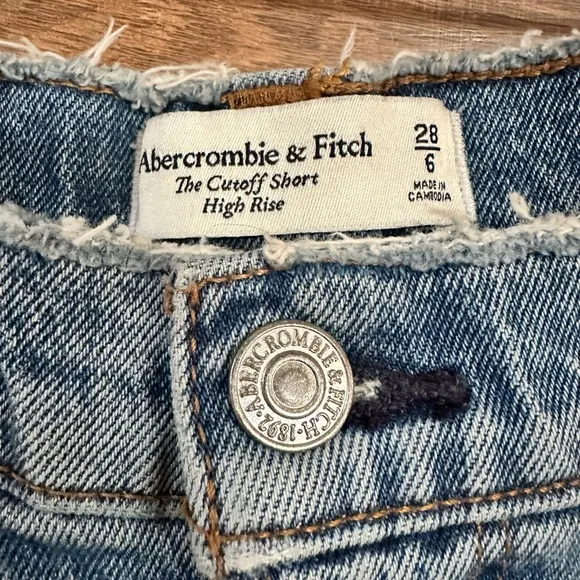 Abercrombie & Fitch
The Cutoff Short
High Rise
28
6
MADE IN
CAMBODIA
ABERCROMBIE & FITCH · 1892 ·